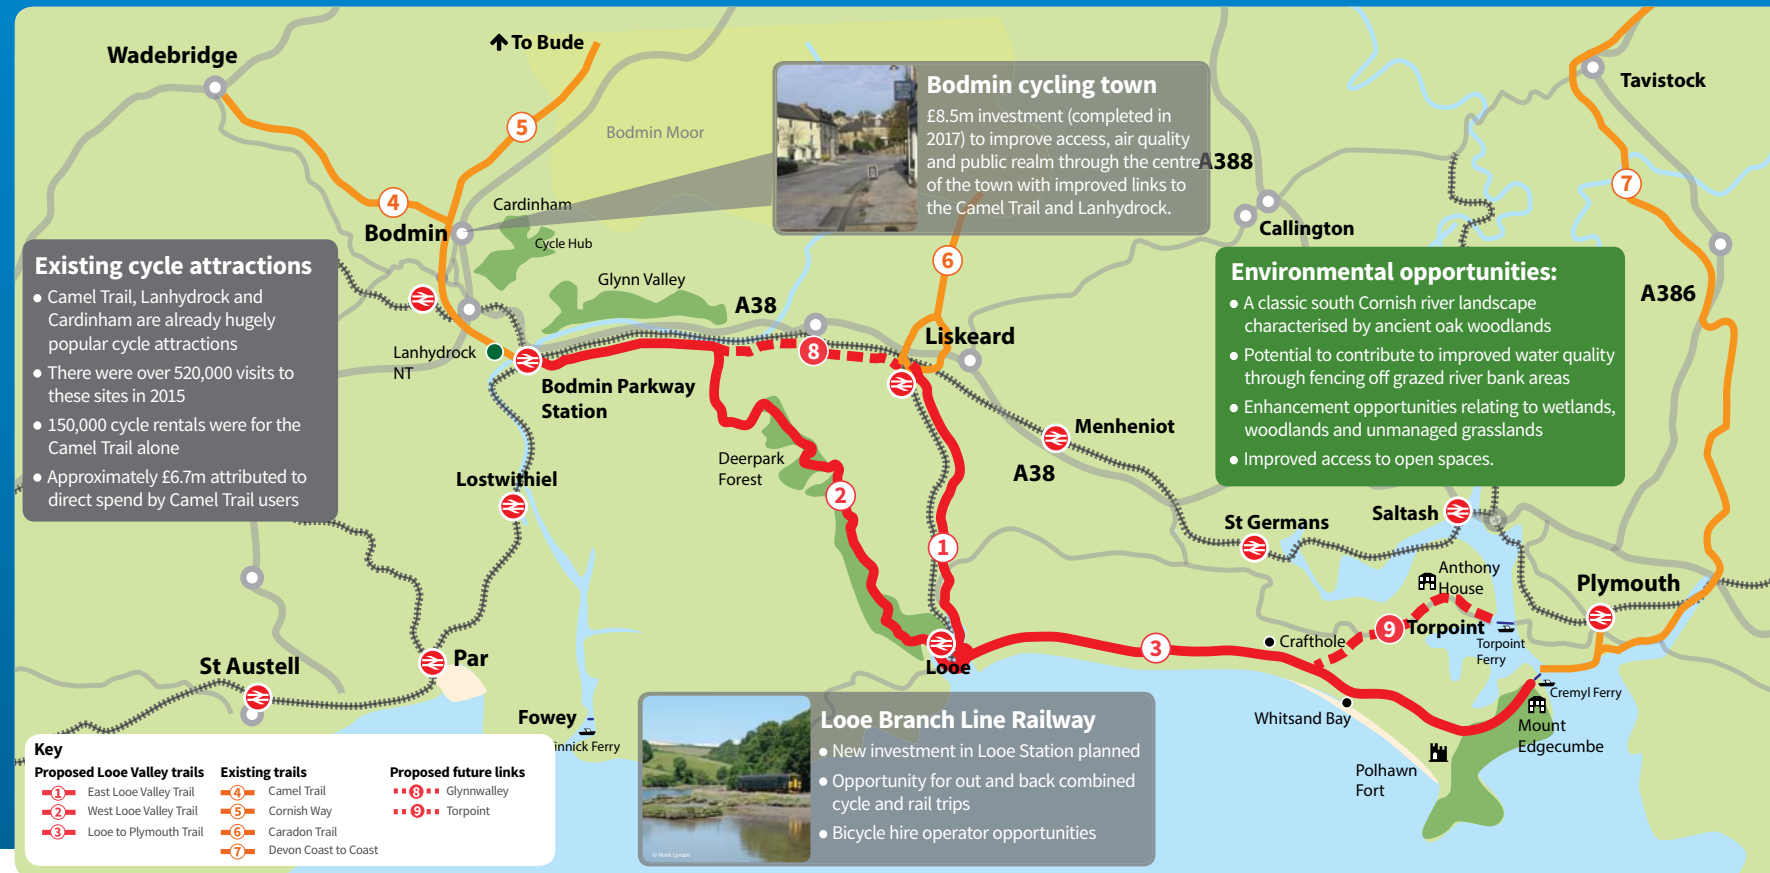 Wadebridge
To Bude
5
Bodmin Moor
4
Bodmin
Cardinham
Cycle Hub
Glynn Valley
A38
Bodmin cycling town
£8.5m investment (completed in
2017) to improve access, air quality
and public realm through the centre
of the town with improved links to
the Camel Trail and Lanhydrock.
A388
Callington
Tavistock
7
A386
6
Liskeard
8
Existing cycle attractions
• Camel Trail, Lanhydrock and
Cardinham are already hugely
popular cycle attractions
• There were over 520,000 visits to
these sites in 2015
• 150,000 cycle rentals were for the
Camel Trail alone
• Approximately £6.7m attributed to
direct spend by Camel Trail users
Environmental opportunities:
• A classic south Cornish river landscape
characterised by ancient oak woodlands
• Potential to contribute to improved water quality
through fencing off grazed river bank areas
• Enhancement opportunities relating to wetlands,
woodlands and unmanaged grasslands
• Improved access to open spaces.
Lanhydrock
NT
Bodmin Parkway
Station
Menheniot
A38
Deerpark
Forest
2
Lostwithiel
1
St Germans
Saltash
Anthony
House
Plymouth
9
Torpoint
Torpoint
Ferry
Crafthole
3
Looe
Par
St Austell
Cremyl Ferry
Whitsand Bay
Mount
Edgecumbe
Polhawn
Fort
Fowey
innick Ferry
Looe Branch Line Railway
• New investment in Looe Station planned
• Opportunity for out and back combined
cycle and rail trips
• Bicycle hire operator opportunities
© Mark Lynam
Key
Proposed Looe Valley trails
1 East Looe Valley Trail
2 West Looe Valley Trail
3 Looe to Plymouth Trail
Existing trails
4 Camel Trail
5 Cornish Way
6 Caradon Trail
7 Devon Coast to Coast
Proposed future links
8 Glynnwalley
9 Torpoint